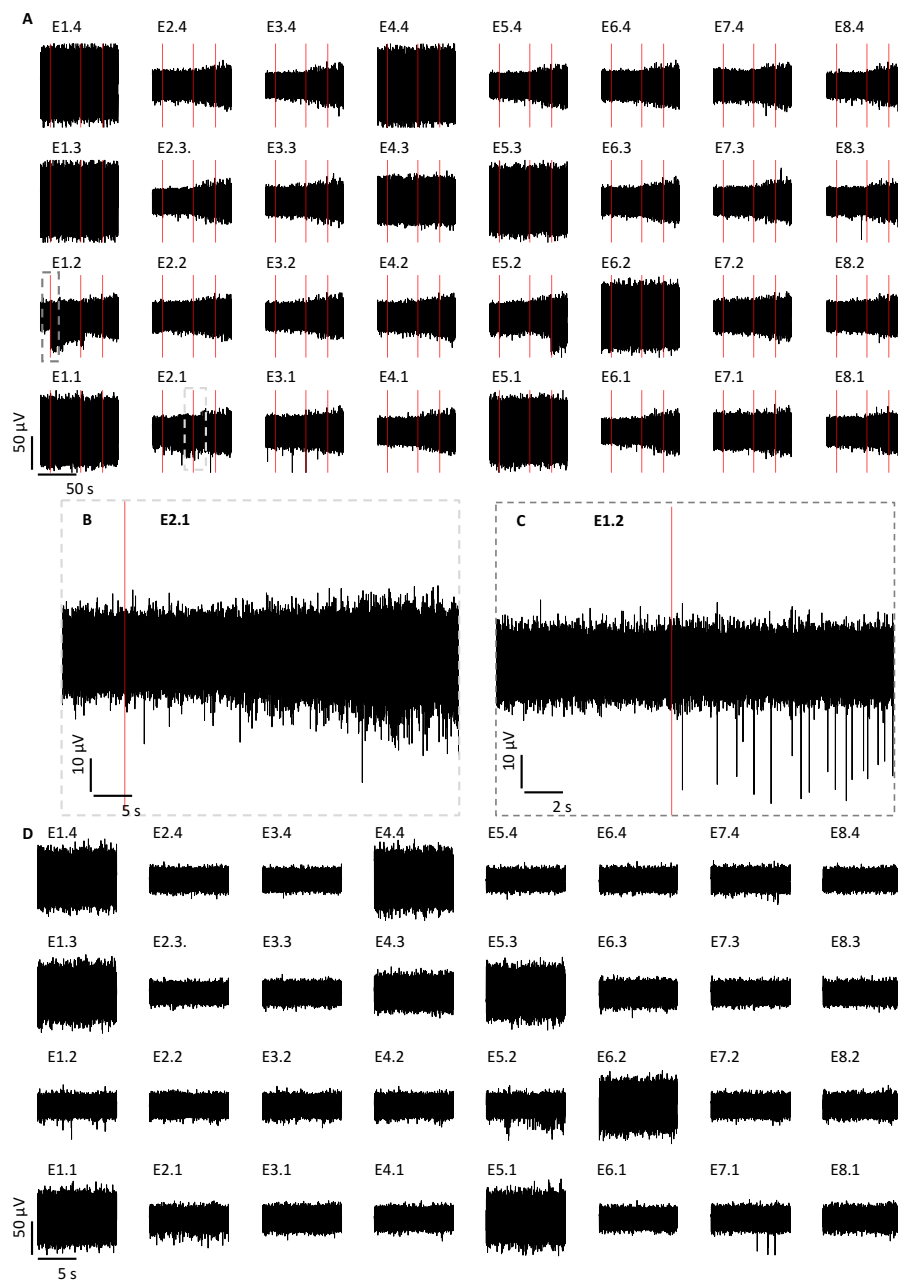 A
E1.4 E2.4 E3.4 E4.4 E5.4 E6.4 E7.4 E8.4
E1.3 E2.3. E3.3 E4.3 E5.3 E6.3 E7.3 E8.3
E1.2 E2.2 E3.2 E4.2 E5.2 E6.2 E7.2 E8.2
E1.1 E2.1 E3.1 E4.1 E5.1 E6.1 E7.1 E8.1
50 µV
50 s
B E2.1
10 µV
5 s
C E1.2
10 µV
2 s
D
E1.4 E2.4 E3.4 E4.4 E5.4 E6.4 E7.4 E8.4
E1.3 E2.3. E3.3 E4.3 E5.3 E6.3 E7.3 E8.3
E1.2 E2.2 E3.2 E4.2 E5.2 E6.2 E7.2 E8.2
E1.1 E2.1 E3.1 E4.1 E5.1 E6.1 E7.1 E8.1
50 µV
5 s